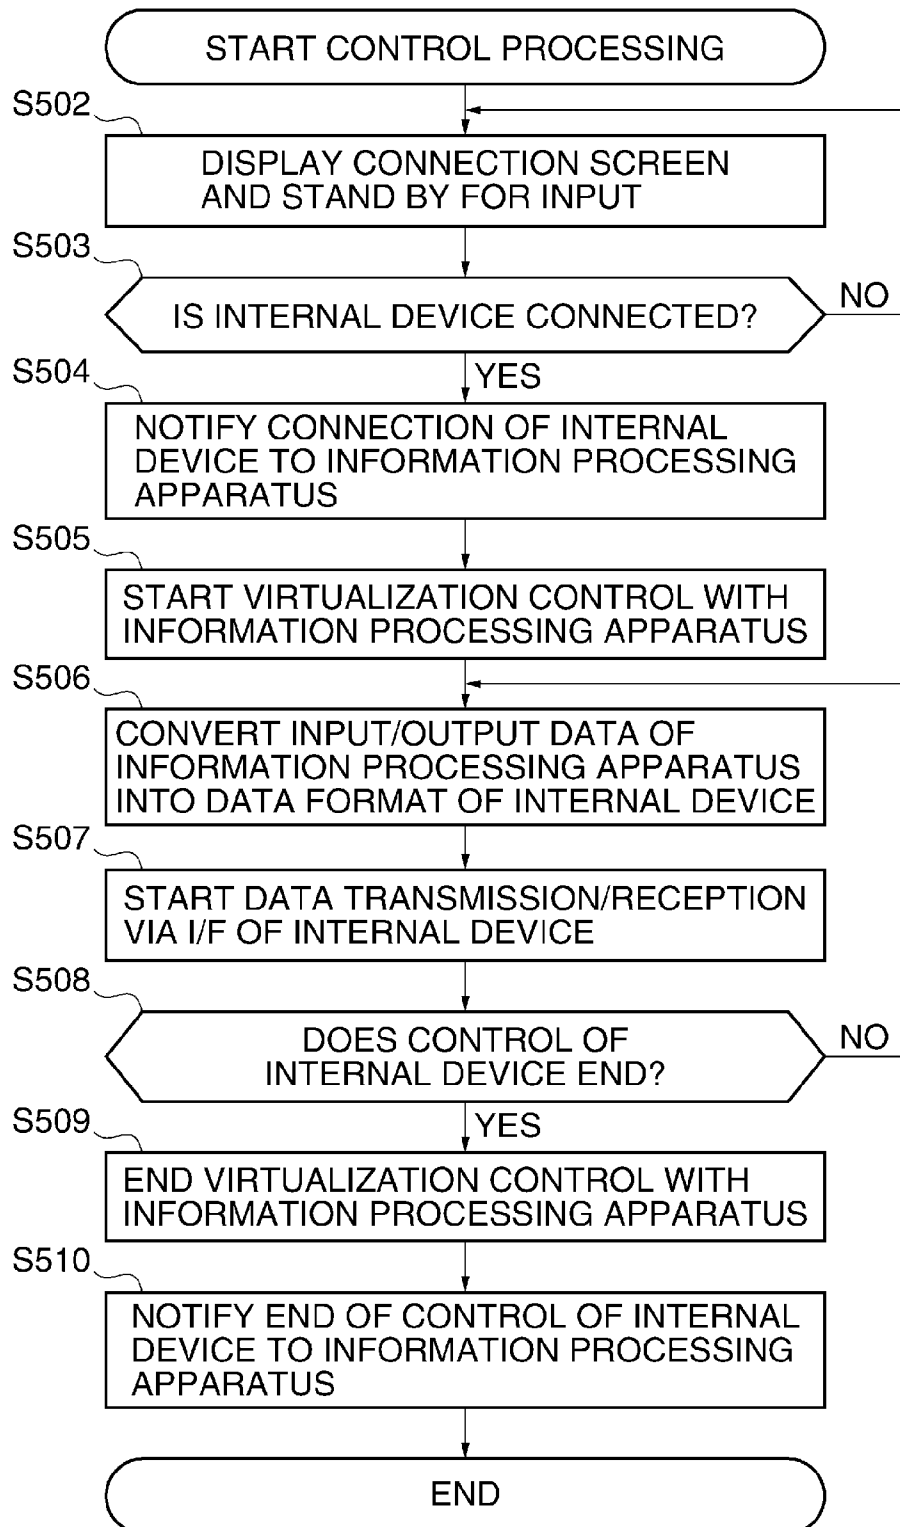 START CONTROL PROCESSING
S502
DISPLAY CONNECTION SCREEN
AND STAND BY FOR INPUT
S503
IS INTERNAL DEVICE CONNECTED?
NO
YES
S504
NOTIFY CONNECTION OF INTERNAL
DEVICE TO INFORMATION PROCESSING
APPARATUS
S505
START VIRTUALIZATION CONTROL WITH
INFORMATION PROCESSING APPARATUS
S506
CONVERT INPUT/OUTPUT DATA OF
INFORMATION PROCESSING APPARATUS
INTO DATA FORMAT OF INTERNAL DEVICE
S507
START DATA TRANSMISSION/RECEPTION
VIA I/F OF INTERNAL DEVICE
S508
DOES CONTROL OF
INTERNAL DEVICE END?
NO
YES
S509
END VIRTUALIZATION CONTROL WITH
INFORMATION PROCESSING APPARATUS
S510
NOTIFY END OF CONTROL OF INTERNAL
DEVICE TO INFORMATION PROCESSING
APPARATUS
END